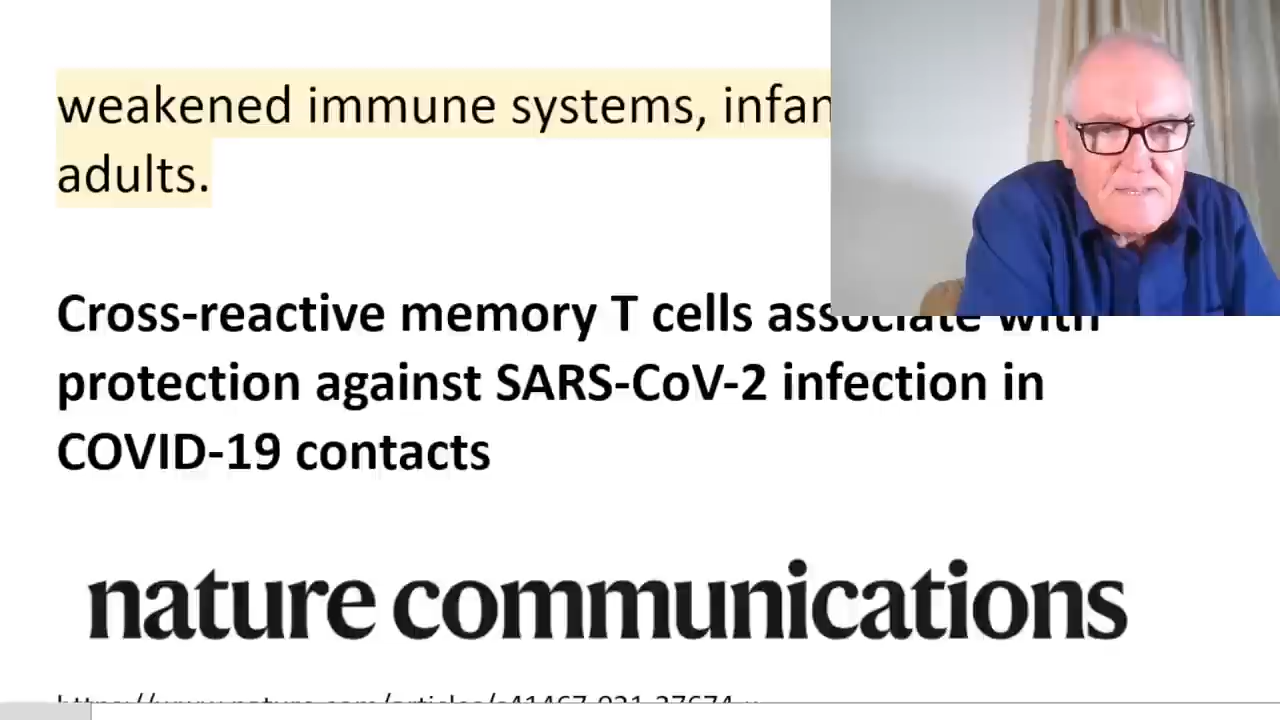 weakened immune systems, infan
adults.
Cross-reactive memory T cells associate with
protection against SARS-CoV-2 infection in
COVID-19 contacts
nature communications